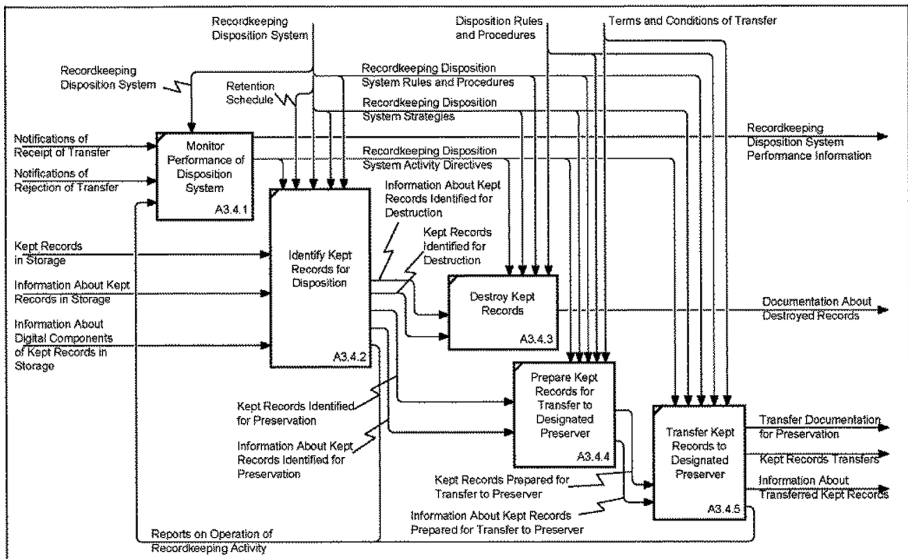 Recordkeeping
Disposition System
Disposition Rules
and Procedures
Terms and Conditions of Transfer
Recordkeeping
Disposition System
Retention
Schedule
Recordkeeping Disposition
System Rules and Procedures
Recordkeeping Disposition
System Strategies
Notifications of
Receipt of Transfer
Notifications of
Rejection of Transfer
Monitor
Performance of
Disposition
System
A3.4.1
Recordkeeping Disposition
System Activity Directives
Recordkeeping
Disposition System
Performance Information
Information About Kept
Records Identified for
Destruction
Kept Records
Identified for
Destruction
Kept Records
in Storage
Information About Kept
Records in Storage
Information About
Digital Components
of Kept Records in
Storage
Identify Kept
Records for
Disposition
A3.4.2
Destroy Kept
Records
A3.4.3
Documentation About
Destroyed Records
Kept Records Identified
for Preservation
Information About Kept
Records Identified for
Preservation
Prepare Kept
Records for
Transfer to
Designated
Preserver
A3.4.4
Kept Records Prepared for
Transfer to Preserver
Information About Kept Records
Prepared for Transfer to Preserver
Transfer Kept
Records to
Designated
Preserver
A3.4.5
Transfer Documentation
for Preservation
Kept Records Transfers
Information About
Transferred Kept Records
Reports on Operation of
Recordkeeping Activity